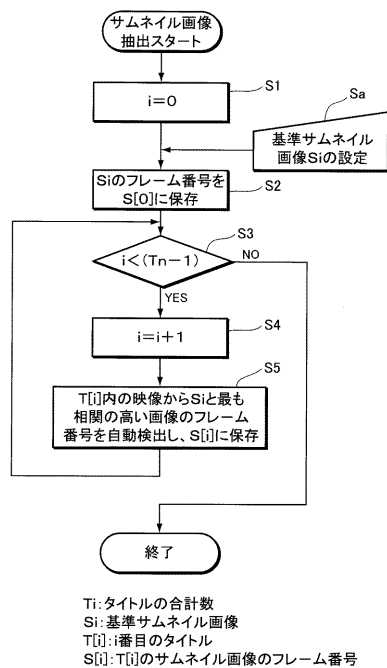 サムネイル画像
抽出スタート
S1
i=0
Sa
基準サムネイル
画像Siの設定
S2
Siのフレーム番号を
S[0]に保存
S3
i<(Tn-1)
NO
YES
S4
i=i+1
S5
T[i]内の映像からSiと最も
相関の高い画像のフレーム
番号を自動検出し、S[i]に保存
終了
Ti:タイトルの合計数
Si:基準サムネイル画像
T[i]:i番目のタイトル
S[i]:T[i]のサムネイル画像のフレーム番号